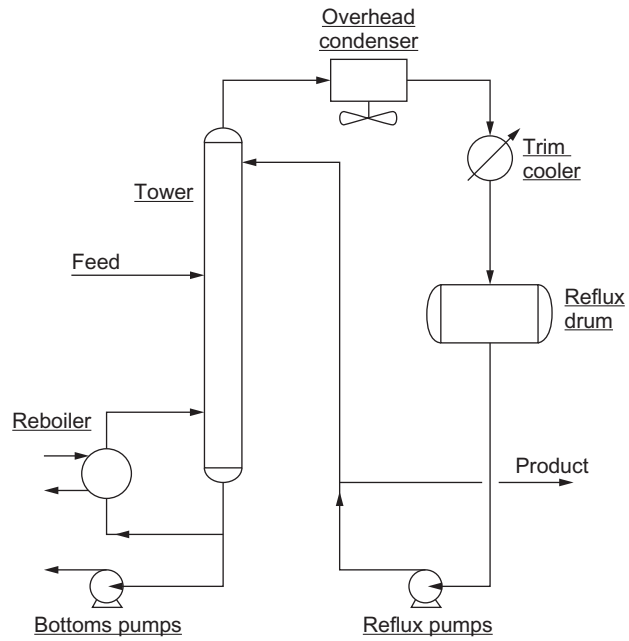 Overhead
condenser
Trim
cooler
Tower
Feed
Reflux
drum
Reboiler
Product
Bottoms pumps
Reflux pumps